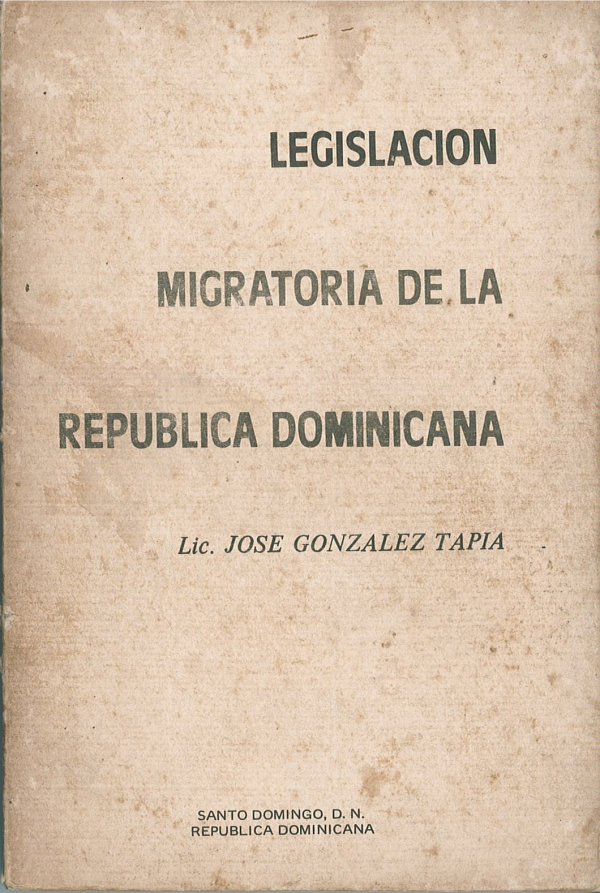 LEGISLACION
MIGRATORIA DE LA
REPUBLICA DOMINICANA
Lic. JOSE GONZALEZ TAPIA
SANTO DOMINGO, D. N.
REPUBLICA DOMINICANA